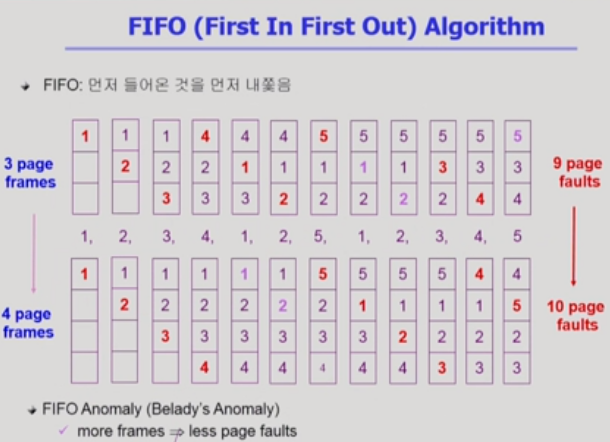 FIFO (First In First Out) Algorithm
FIFO: 먼저 들어온 것을 먼저 내쫓음
3 page frames
1 1 1 4 4 4 5 5 5 5 5 5
2 2 2 1 1 1 1 1 3 3 3
3 3 3 2 2 2 2 2 4 4
9 page faults
1, 2, 3, 4, 1, 2, 5, 1, 2, 3, 4, 5
4 page frames
1 1 1 1 1 1 5 5 5 5 4 4
2 2 2 2 2 2 1 1 1 1 5
3 3 3 3 3 3 2 2 2 2
4 4 4 4 4 4 3 3 3
10 page faults
FIFO Anomaly (Belady's Anomaly)
more frames ⇏ less page faults